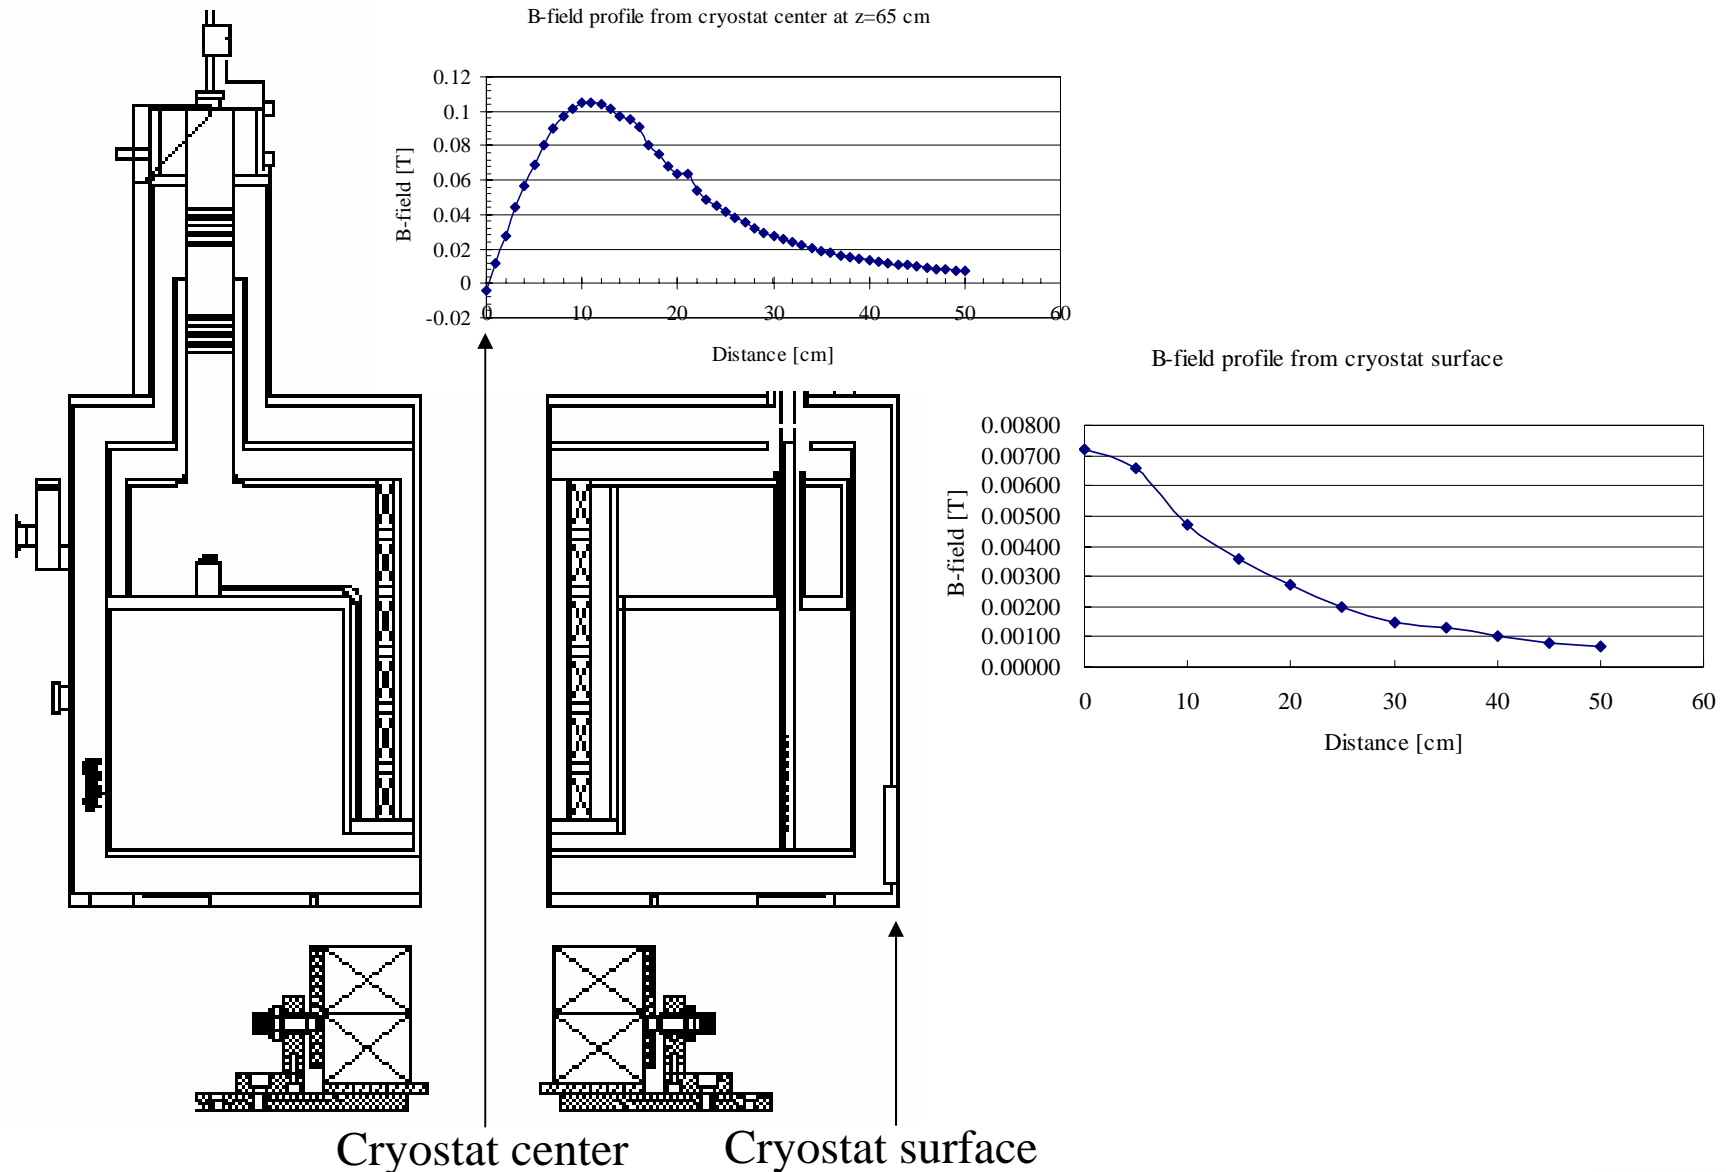 B-field profile from cryostat center at z=65 cm
0.12
0.1
0.08
0.06
0.04
0.02
0
-0.02
B-field [T]
0 10 20 30 40 50 60
Distance [cm]
B-field profile from cryostat surface
0.00800
0.00700
0.00600
0.00500
0.00400
0.00300
0.00200
0.00100
0.00000
B-field [T]
0 10 20 30 40 50 60
Distance [cm]
Cryostat center
Cryostat surface